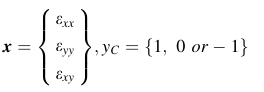 x = { ε_xx ε_yy ε_xy }, y_C = {1, 0 or − 1}